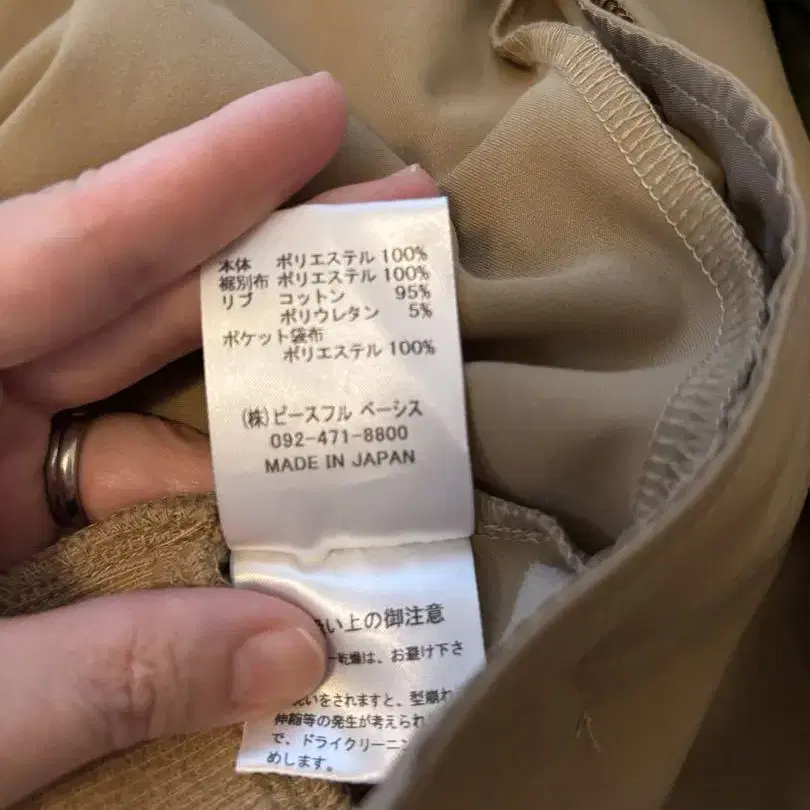 本体 ポリエステル 100%
裾別布 ポリエステル 100%
リブ コットン 95%
ポリウレタン 5%
ポケット袋布
ポリエステル 100%
(株)ピースフル ベーシス
092-471-8800
MADE IN JAPAN
い上の御注意
乾燥は、お避け下さ
いをされますと、型崩れ
伸縮等の発生が考えられ
で、ドライクリーニン
めします。